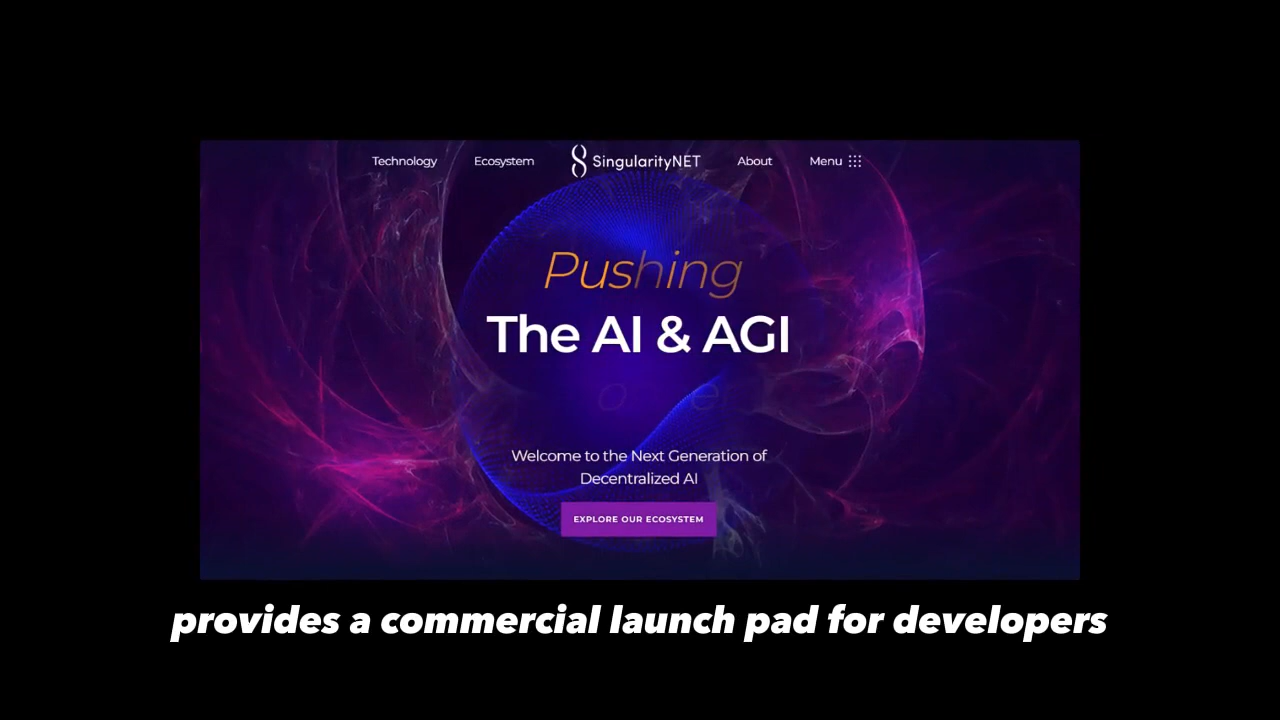 Technology Ecosystem SingularityNET About Menu
Pushing
The AI & AGI
Welcome to the Next Generation of
Decentralized AI
EXPLORE OUR ECOSYSTEM
provides a commercial launch pad for developers